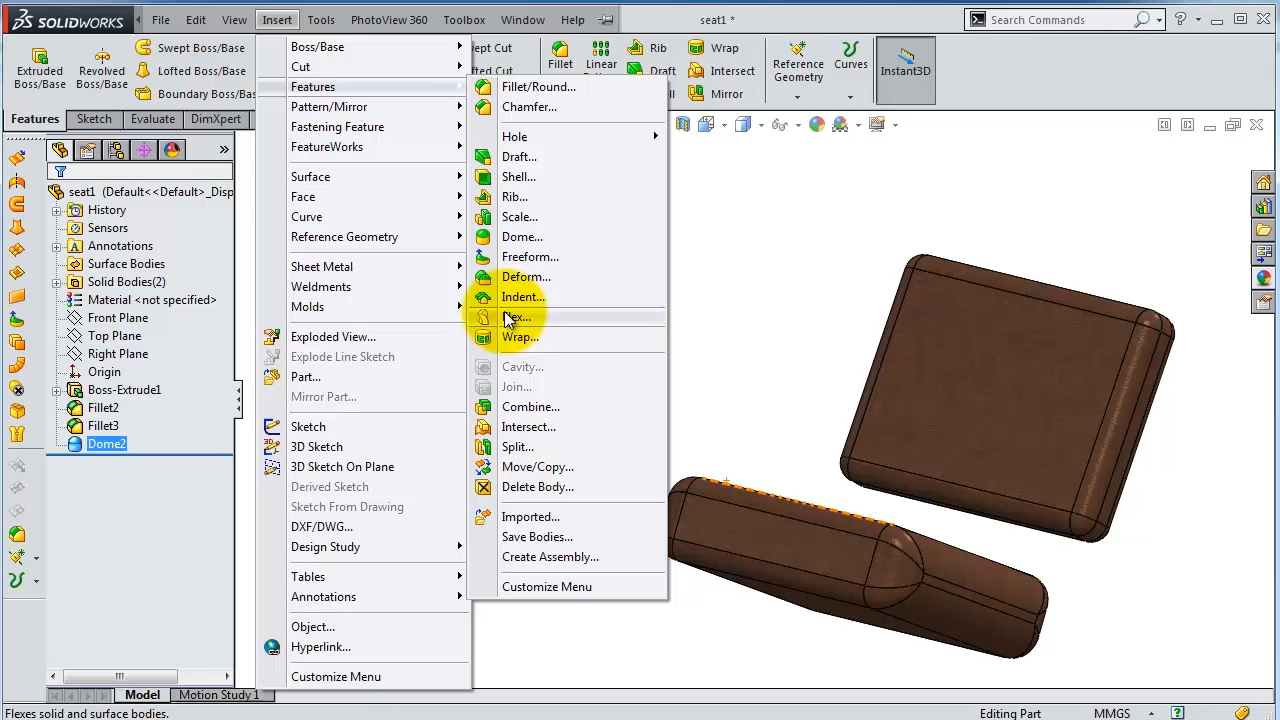 SOLIDWORKS
File Edit View Insert Tools PhotoView 360 Toolbox Window Help
seat1 *
Search Commands
Extruded Boss/Base
Revolved Boss/Base
Swept Boss/Base
Lofted Boss/Base
Boundary Boss/Bas
ept Cut
fted Cut
Fillet
Linear
Rib
Draft
Wrap
Intersect
Mirror
Reference Geometry
Curves
Instant3D
Features Sketch Evaluate DimXpert
seat1 (Default<<Default>_Disp
History
Sensors
Annotations
Surface Bodies
Solid Bodies(2)
Material <not specified>
Front Plane
Top Plane
Right Plane
Origin
Boss-Extrude1
Fillet2
Fillet3
Dome2
Boss/Base
Cut
Features
Pattern/Mirror
Fastening Feature
FeatureWorks
Surface
Face
Curve
Reference Geometry
Sheet Metal
Weldments
Molds
Exploded View...
Explode Line Sketch
Part...
Mirror Part...
Sketch
3D Sketch
3D Sketch On Plane
Derived Sketch
Sketch From Drawing
DXF/DWG...
Design Study
Tables
Annotations
Object...
Hyperlink...
Customize Menu
Fillet/Round...
Chamfer...
Hole
Draft...
Shell...
Rib...
Scale...
Dome...
Freeform...
Deform...
Indent...
ex...
Wrap...
Cavity...
Join...
Combine...
Intersect...
Split...
Move/Copy...
Delete Body...
Imported...
Save Bodies...
Create Assembly...
Customize Menu
Model Motion Study 1
Flexes solid and surface bodies.
Editing Part
MMGS